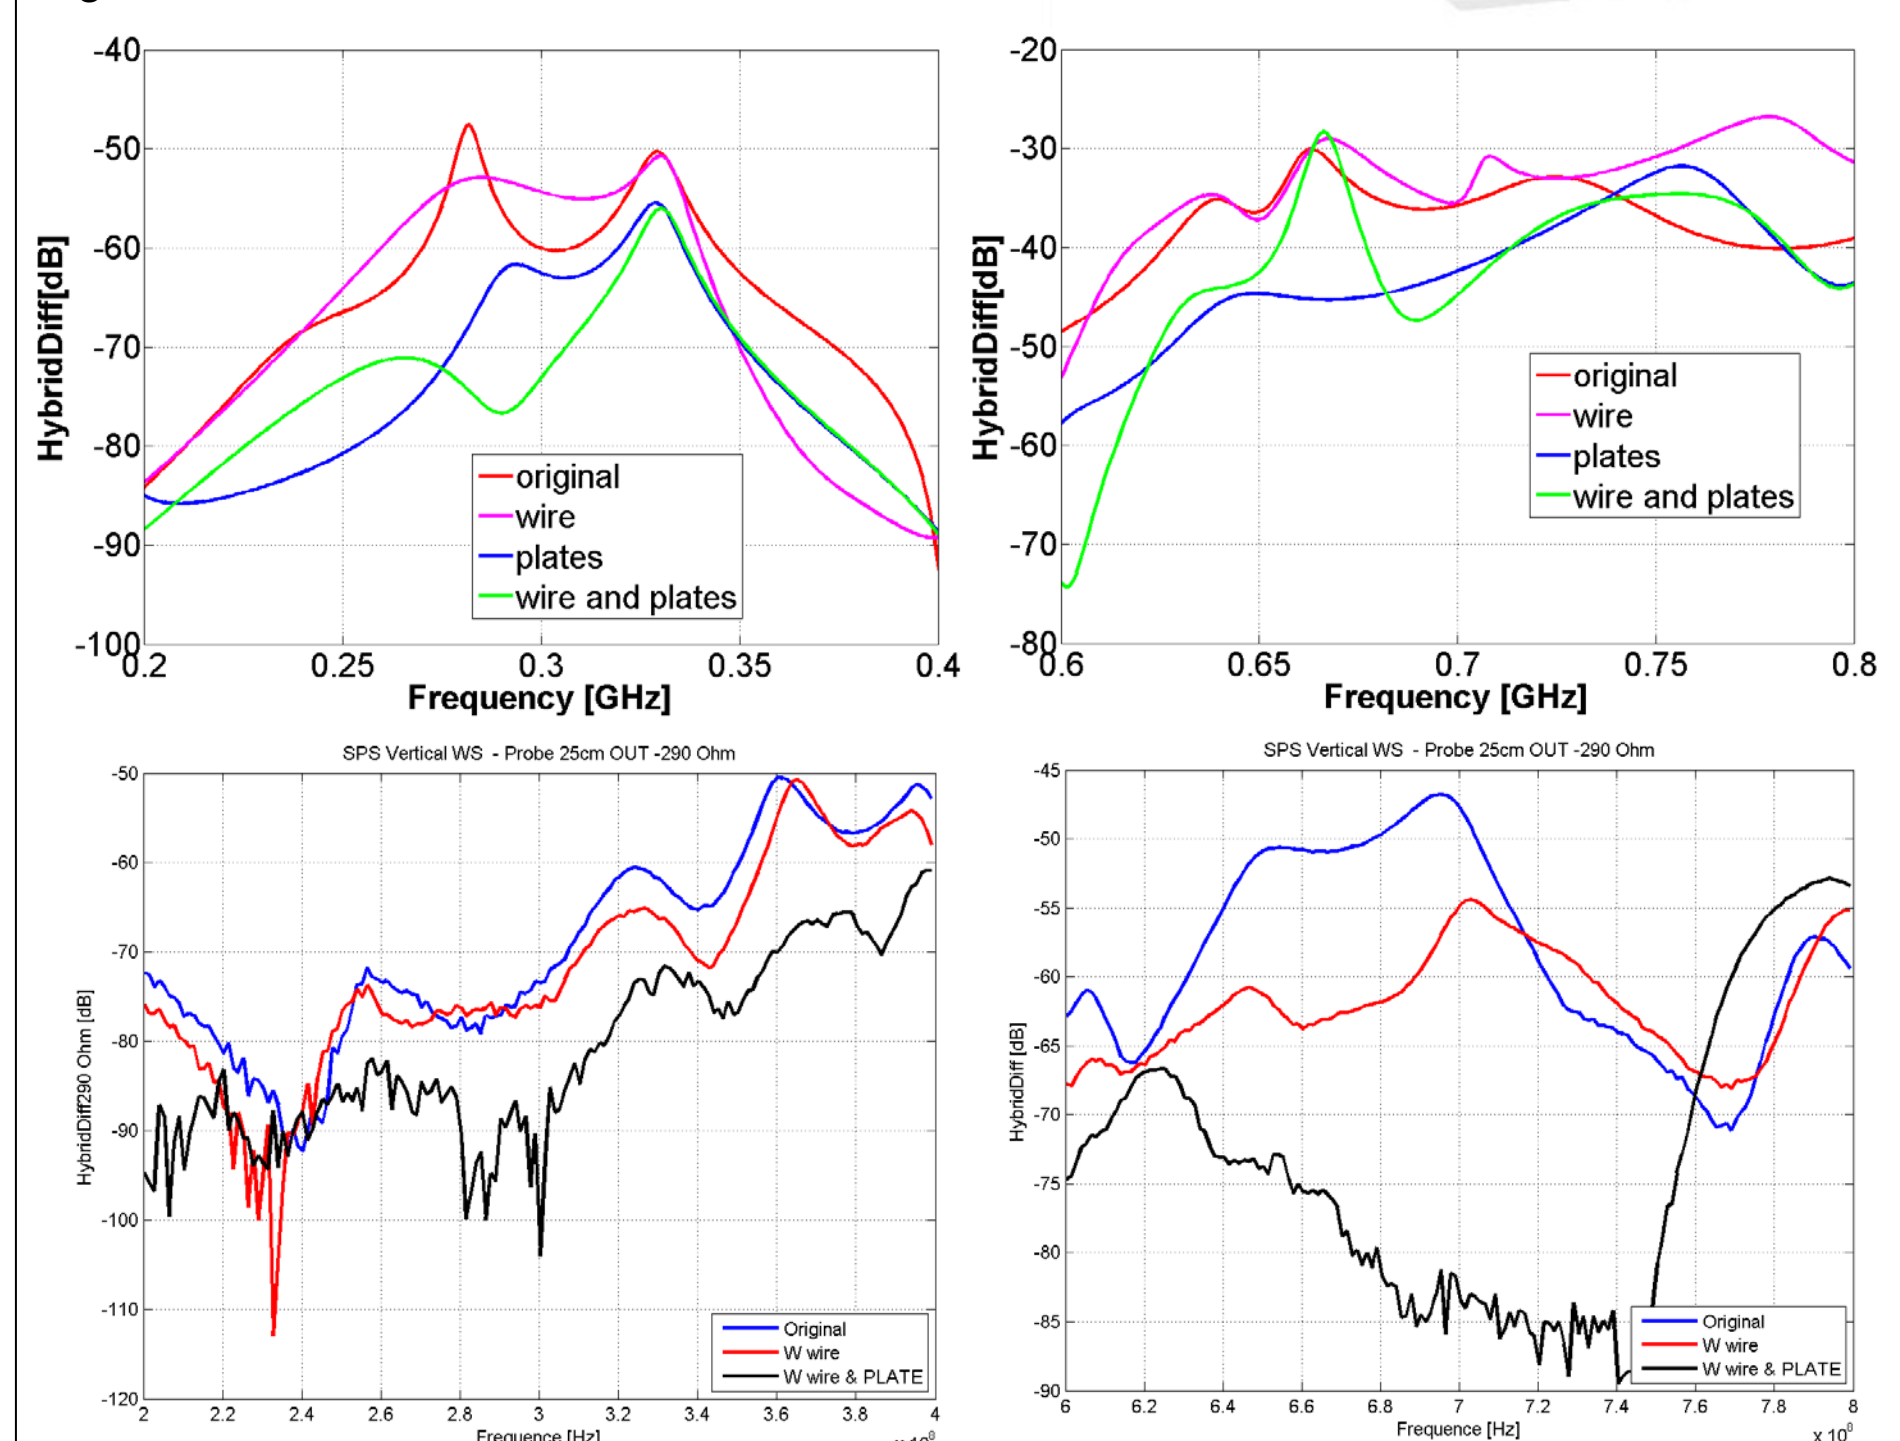 -40
-50
-60
-70
-80
-90
-100
HybridDiff[dB]
original
wire
plates
wire and plates
0.2 0.25 0.3 0.35 0.4
Frequency [GHz]
-20
-30
-40
-50
-60
-70
-80
HybridDiff[dB]
original
wire
plates
wire and plates
0.6 0.65 0.7 0.75 0.8
Frequency [GHz]
SPS Vertical WS - Probe 25cm OUT -290 Ohm
-50
-60
-70
-80
-90
-100
-110
-120
HybridDiff290 Ohm [dB]
Original
W wire
W wire & PLATE
2 2.2 2.4 2.6 2.8 3 3.2 3.4 3.6 3.8 4
Frequence [Hz]
SPS Vertical WS - Probe 25cm OUT -290 Ohm
-45
-50
-55
-60
-65
-70
-75
-80
-85
-90
HybridDiff [dB]
Original
W wire
W wire & PLATE
6 6.2 6.4 6.6 6.8 7 7.2 7.4 7.6 7.8 8
Frequence [Hz]